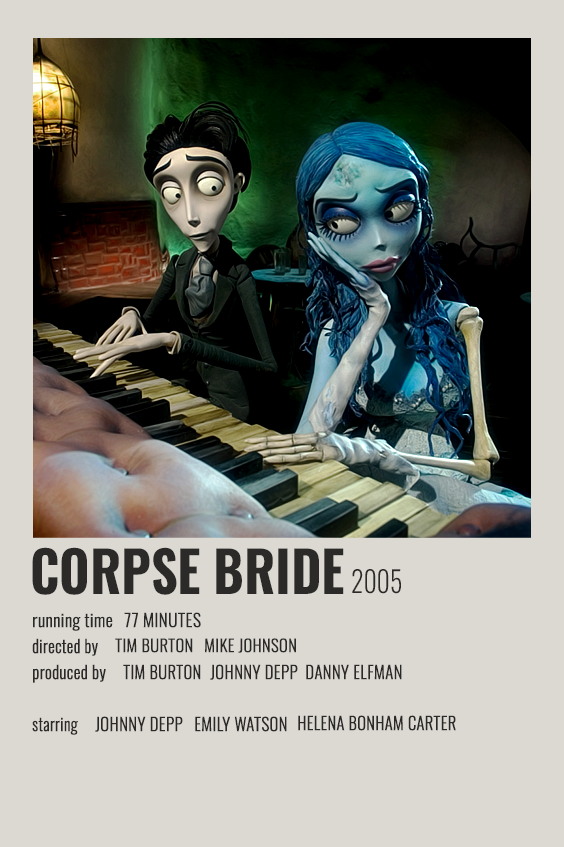 CORPSE BRIDE 2005
running time 77 MINUTES
directed by TIM BURTON MIKE JOHNSON
produced by TIM BURTON JOHNNY DEPP DANNY ELFMAN
starring JOHNNY DEPP EMILY WATSON HELENA BONHAM CARTER